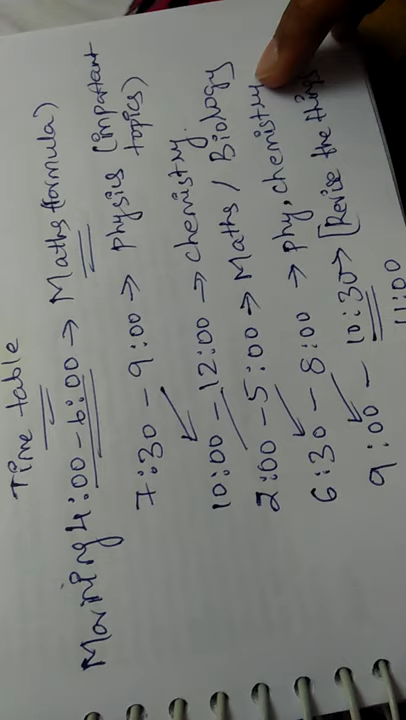 Time table
Morining 4:00-6:00 → Maths (formula)
7:30 - 9:00 → physics (important
topics)
10:00 - 12:00 → chemistry.
2:00 - 5:00 → Maths / Biology
6:30 - 8:00 → phy, chemistry
9:00 - 10:30 → [Revise the things
11:00